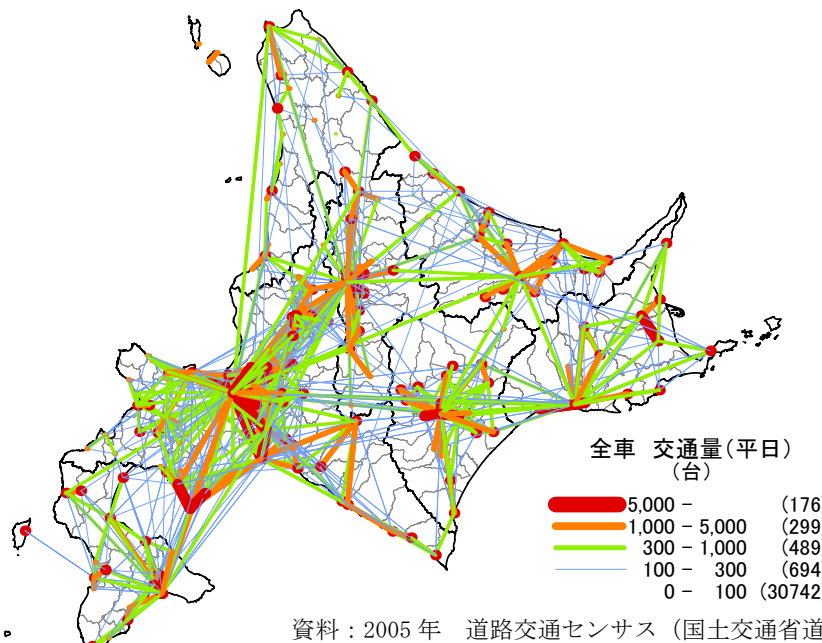 全車 交通量(平日)
(台)
5,000 − (176
1,000 − 5,000 (299
300 − 1,000 (489
100 − 300 (694
0 − 100 (30742
資料：2005 年 道路交通センサス（国土交通省道